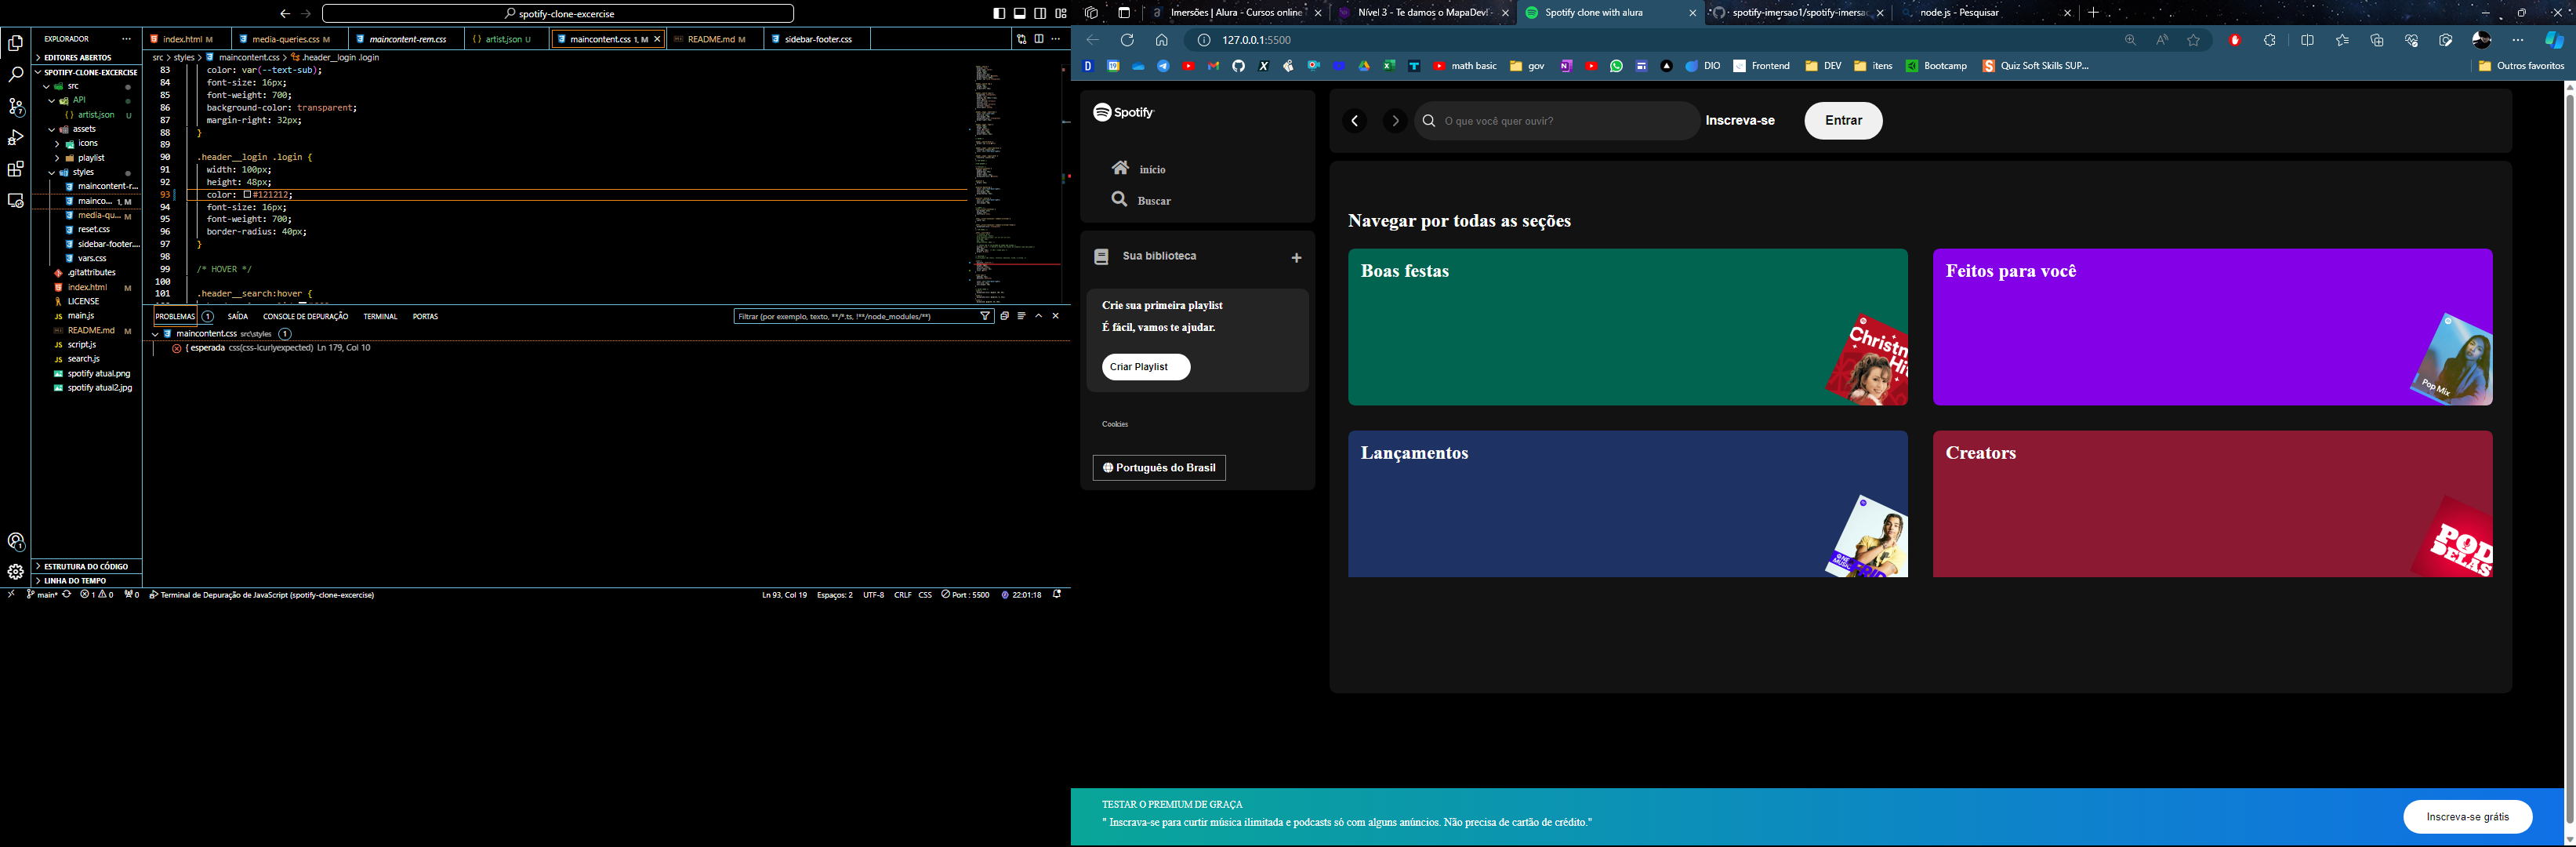 spotify-clone-excercise
EXPLORADOR
EDITORES ABERTOS
SPOTIFY-CLONE-EXCERCISE
src
API
artist.json U
assets
icons
playlist
styles
maincontent-r...
mainco... 1, M
media-qu... M
reset.css
sidebar-footer....
vars.css
.gitattributes
index.html M
LICENSE
main.js
README.md M
script.js
search.js
spotify atual.png
spotify atual2.jpg
ESTRUTURA DO CÓDIGO
LINHA DO TEMPO
index.html M
media-queries.css M
maincontent-rem.css
artist.json U
maincontent.css 1, M
README.md M
sidebar-footer.css
src > styles > maincontent.css > .header__login .login
83 color: var(--text-sub);
84 font-size: 16px;
85 font-weight: 700;
86 background-color: transparent;
87 margin-right: 32px;
88 }
89
90 .header__login .login {
91 width: 100px;
92 height: 48px;
93 color: #121212;
94 font-size: 16px;
95 font-weight: 700;
96 border-radius: 40px;
97 }
98
99 /* HOVER */
100
101 .header__search:hover {
PROBLEMAS 1 SAÍDA CONSOLE DE DEPURAÇÃO TERMINAL PORTAS
Filtrar (por exemplo, texto, **/*.ts, !**/node_modules/**)
maincontent.css src\styles 1
{ esperada css(css-lcurlyexpected) Ln 179, Col 10
main* 1 0 0 Terminal de Depuração de JavaScript (spotify-clone-excercise)
Ln 93, Col 19 Espaços: 2 UTF-8 CRLF CSS Port : 5500 22:01:18
Imersões | Alura - Cursos online
Nível 3 - Te damos o MapaDev! -
Spotify clone with alura
spotify-imersao1/spotify-imersa
node.js - Pesquisar
127.0.0.1:5500
math basic
gov
DIO
Frontend
DEV
itens
Bootcamp
Quiz Soft Skills SUP...
Outros favoritos
Spotify
início
Buscar
Sua biblioteca
Crie sua primeira playlist
É fácil, vamos te ajudar.
Criar Playlist
Cookies
Português do Brasil
O que você quer ouvir?
Inscreva-se
Entrar
Navegar por todas as seções
Boas festas
Christm
Hit
Feitos para você
Pop Mix
Lançamentos
Creators
POD
DELAS
TESTAR O PREMIUM DE GRAÇA
" Inscrava-se para curtir música ilimitada e podcasts só com alguns anúncios. Não precisa de cartão de crédito."
Inscreva-se grátis